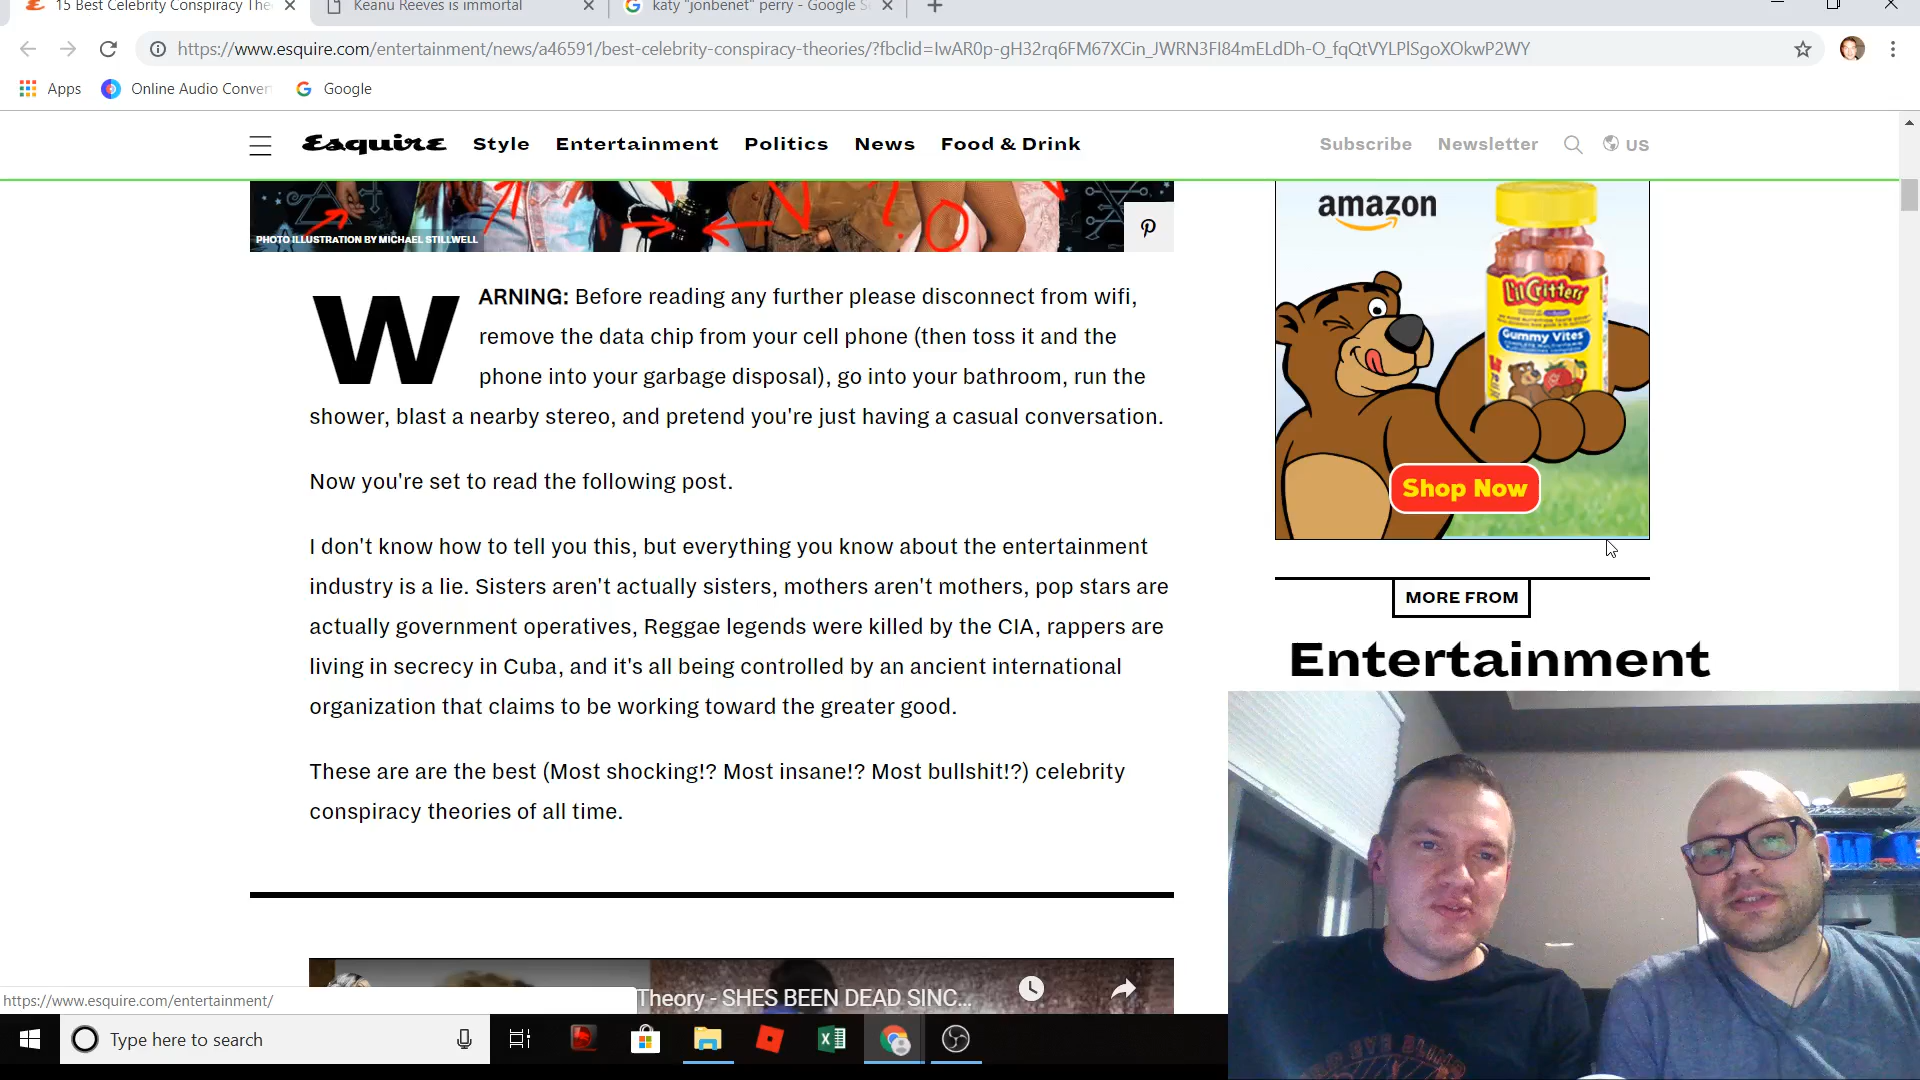 15 Best Celebrity Conspiracy The
Keanu Reeves is immortal
katy "jonbenet" perry - Google S
https://www.esquire.com/entertainment/news/a46591/best-celebrity-conspiracy-theories/?fbclid=IwAR0p-gH32rq6FM67XCin_JWRN3FI84mELdDh-O_fqQtVYLPlSgoXOkwP2WY
Apps
Online Audio Conver
Google
Esquire
Style
Entertainment
Politics
News
Food & Drink
Subscribe
Newsletter
US
PHOTO ILLUSTRATION BY MICHAEL STILLWELL
WARNING: Before reading any further please disconnect from wifi,
remove the data chip from your cell phone (then toss it and the
phone into your garbage disposal), go into your bathroom, run the
shower, blast a nearby stereo, and pretend you're just having a casual conversation.
Now you're set to read the following post.
I don't know how to tell you this, but everything you know about the entertainment
industry is a lie. Sisters aren't actually sisters, mothers aren't mothers, pop stars are
actually government operatives, Reggae legends were killed by the CIA, rappers are
living in secrecy in Cuba, and it's all being controlled by an ancient international
organization that claims to be working toward the greater good.
These are are the best (Most shocking!? Most insane!? Most bullshit!?) celebrity
conspiracy theories of all time.
amazon
L'il Critters
Gummy Vites
Shop Now
MORE FROM
Entertainment
Theory - SHES BEEN DEAD SINC...
https://www.esquire.com/entertainment/
Type here to search